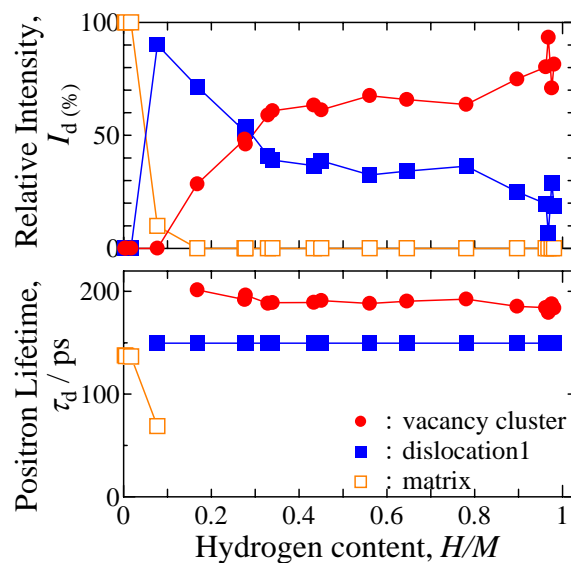 Relative Intensity,
I_d (%)
100
50
0
Positron Lifetime,
τ_d / ps
200
100
0
: vacancy cluster
: dislocation1
: matrix
0 0.2 0.4 0.6 0.8 1
Hydrogen content, H/M